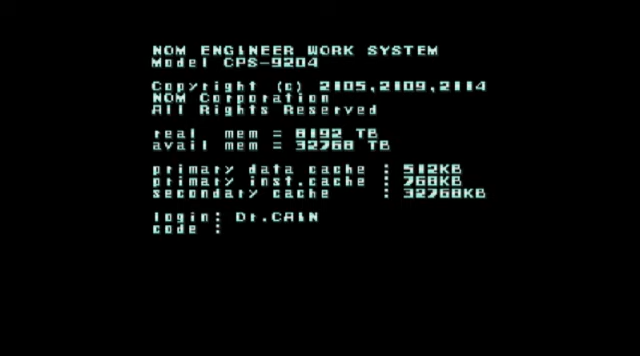 NOM ENGINEER WORK SYSTEM
Model CPS-9204
Copyright (c) 2105,2109,2114
NOM Corporation
All Rights Reserved
real mem = 8192 TB
avail mem = 32768 TB
primary data cache : 512KB
primary inst.cache : 768KB
secondary cache : 32768KB
login: Dr.CAIN
code :